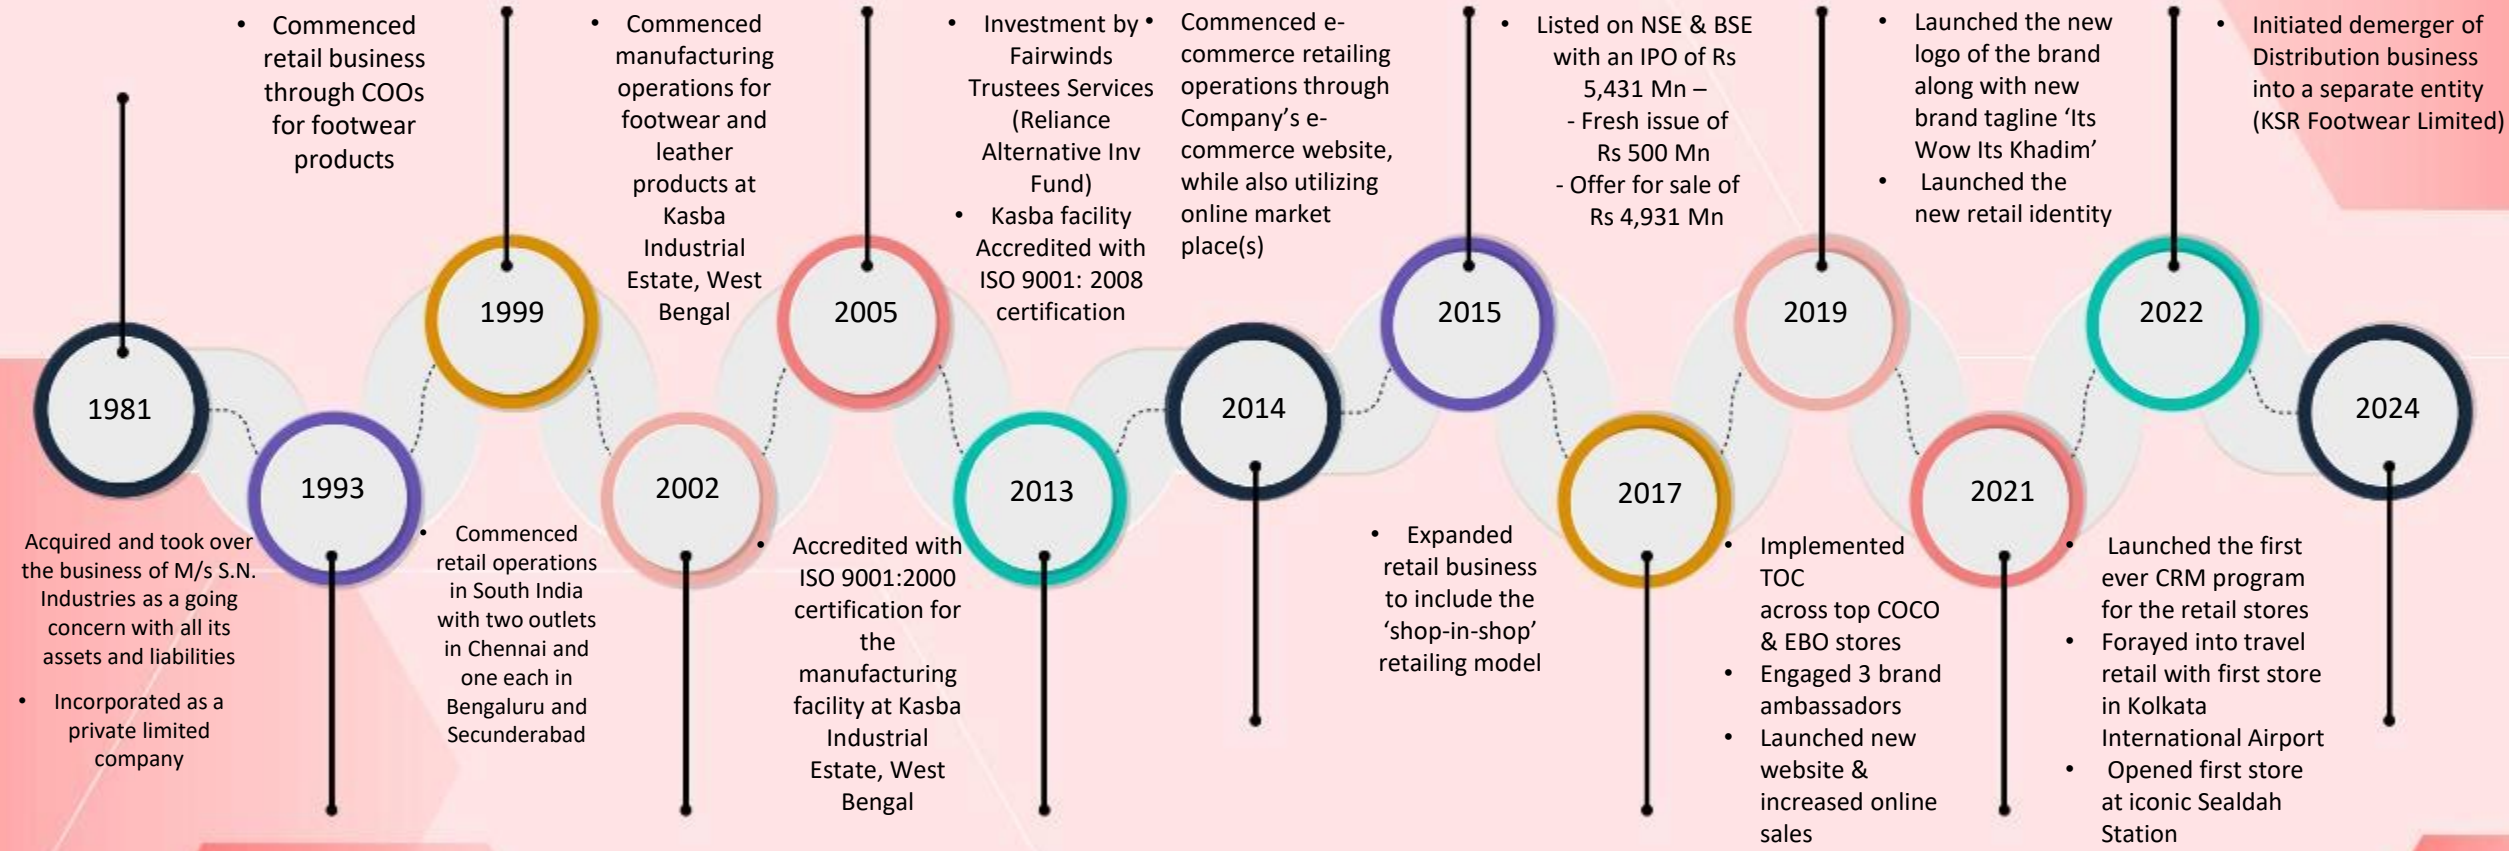 • Commenced
retail business
through COOs
for footwear
products
• Commenced
manufacturing
operations for
footwear and
leather
products at
Kasba
Industrial
Estate, West
Bengal
• Investment by
Fairwinds
Trustees Services
(Reliance
Alternative Inv
Fund)
• Kasba facility
Accredited with
ISO 9001: 2008
certification
• Commenced e-
commerce retailing
operations through
Company’s e-
commerce website,
while also utilizing
online market
place(s)
• Listed on NSE & BSE
with an IPO of Rs
5,431 Mn –
- Fresh issue of
Rs 500 Mn
- Offer for sale of
Rs 4,931 Mn
• Launched the new
logo of the brand
along with new
brand tagline ‘Its
Wow Its Khadim’
• Launched the
new retail identity
• Initiated demerger of
Distribution business
into a separate entity
(KSR Footwear Limited)
1981
1993
1999
2002
2005
2013
2014
2015
2017
2019
2021
2022
2024
Acquired and took over
the business of M/s S.N.
Industries as a going
concern with all its
assets and liabilities
• Incorporated as a
private limited
company
• Commenced
retail operations
in South India
with two outlets
in Chennai and
one each in
Bengaluru and
Secunderabad
• Accredited with
ISO 9001:2000
certification for
the
manufacturing
facility at Kasba
Industrial
Estate, West
Bengal
• Expanded
retail business
to include the
‘shop-in-shop’
retailing model
• Implemented
TOC
across top COCO
& EBO stores
• Engaged 3 brand
ambassadors
• Launched new
website &
increased online
sales
• Launched the first
ever CRM program
for the retail stores
• Forayed into travel
retail with first store
in Kolkata
International Airport
• Opened first store
at iconic Sealdah
Station